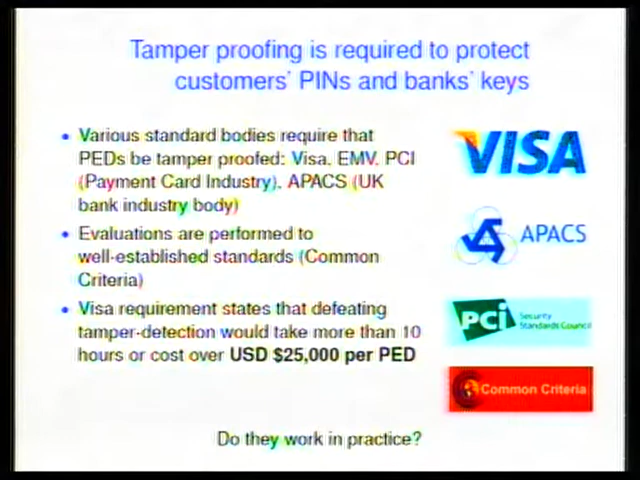 Tamper proofing is required to protect
customers' PINs and banks' keys
• Various standard bodies require that
PEDs be tamper proofed: Visa, EMV, PCI
(Payment Card Industry), APACS (UK
bank industry body)
• Evaluations are performed to
well-established standards (Common
Criteria)
• Visa requirement states that defeating
tamper-detection would take more than 10
hours or cost over USD $25,000 per PED
VISA
APACS
PCi Security
Standards Council
Common Criteria
Do they work in practice?